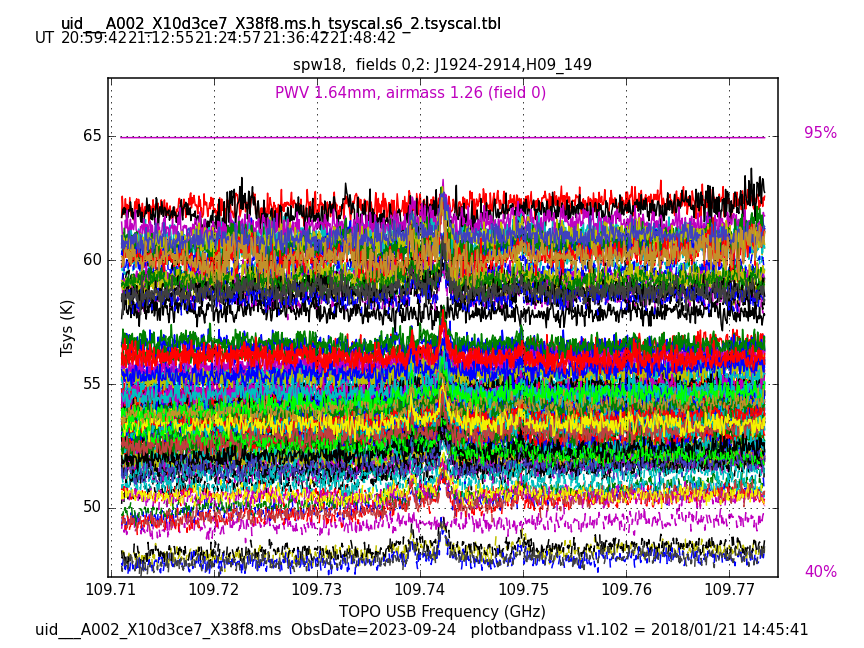 uid___A002_X10d3ce7_X38f8.ms.h_tsyscal.s6_2.tsyscal.tbl
UT 20:59:42 21:12:55 21:24:57 21:36:42 21:48:42
spw18, fields 0,2: J1924-2914,H09_149
PWV 1.64mm, airmass 1.26 (field 0)
95%
65
60
55
50
Tsys (K)
40%
109.71 109.72 109.73 109.74 109.75 109.76 109.77
TOPO USB Frequency (GHz)
uid___A002_X10d3ce7_X38f8.ms ObsDate=2023-09-24 plotbandpass v1.102 = 2018/01/21 14:45:41